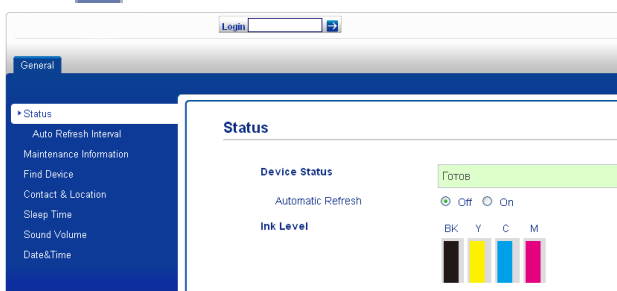 Login
General
Status
Auto Refresh Interval
Maintenance Information
Find Device
Contact & Location
Sleep Time
Sound Volume
Date&Time
Status
Device Status Готов
Automatic Refresh Off On
Ink Level BK Y C M